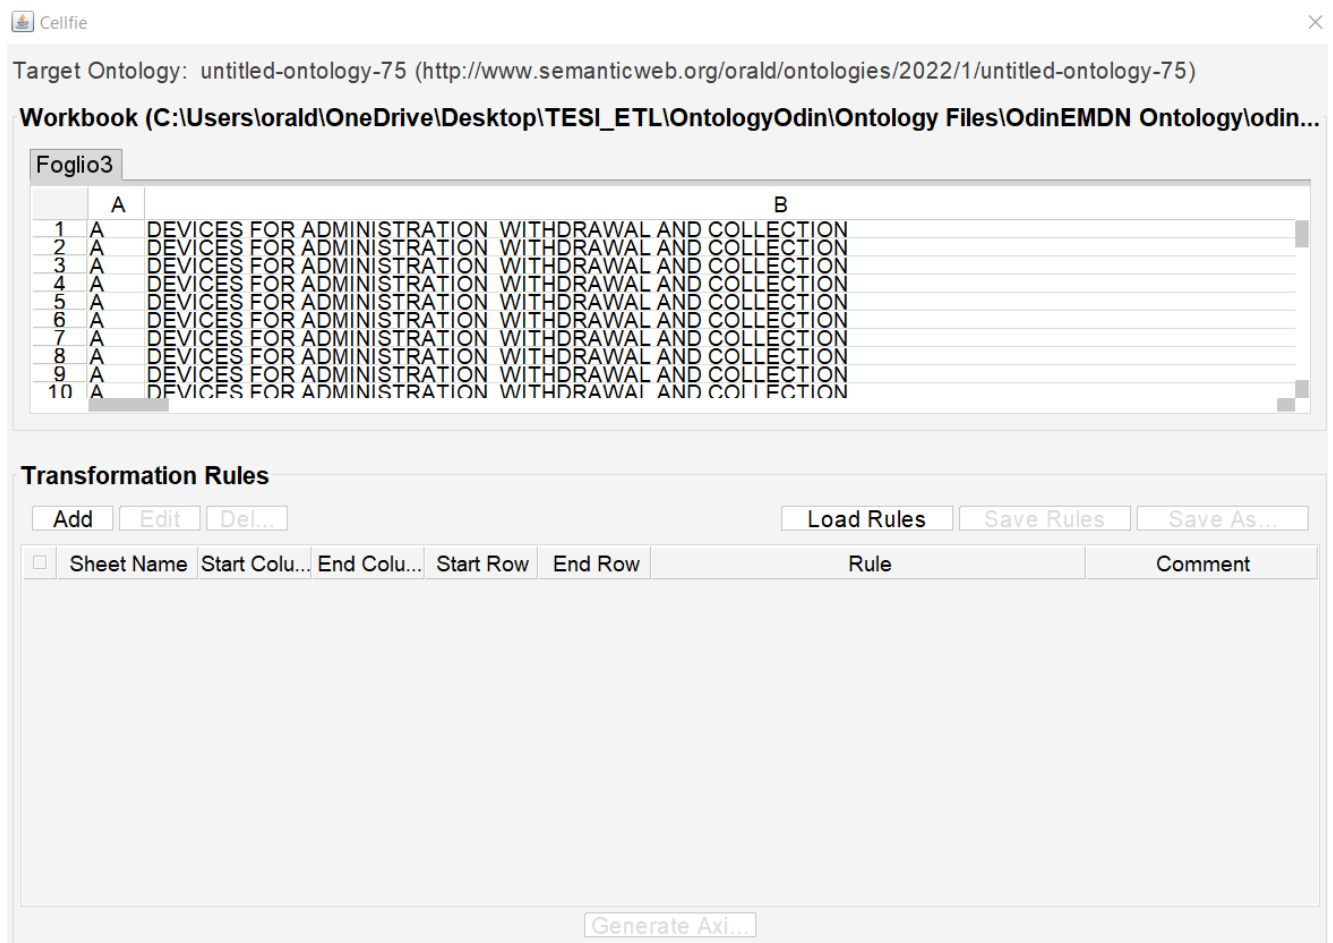 Cellfie
Target Ontology: untitled-ontology-75 (http://www.semanticweb.org/orald/ontologies/2022/1/untitled-ontology-75)
Workbook (C:\Users\orald\OneDrive\Desktop\TESI_ETL\OntologyOdin\Ontology Files\OdinEMDN Ontology\odin...
Foglio3
A B
1 A DEVICES FOR ADMINISTRATION  WITHDRAWAL AND COLLECTION
2 A DEVICES FOR ADMINISTRATION  WITHDRAWAL AND COLLECTION
3 A DEVICES FOR ADMINISTRATION  WITHDRAWAL AND COLLECTION
4 A DEVICES FOR ADMINISTRATION  WITHDRAWAL AND COLLECTION
5 A DEVICES FOR ADMINISTRATION  WITHDRAWAL AND COLLECTION
6 A DEVICES FOR ADMINISTRATION  WITHDRAWAL AND COLLECTION
7 A DEVICES FOR ADMINISTRATION  WITHDRAWAL AND COLLECTION
8 A DEVICES FOR ADMINISTRATION  WITHDRAWAL AND COLLECTION
9 A DEVICES FOR ADMINISTRATION  WITHDRAWAL AND COLLECTION
10 A DEVICES FOR ADMINISTRATION  WITHDRAWAL AND COLLECTION
Transformation Rules
Add Edit Del... Load Rules Save Rules Save As...
Sheet Name Start Colu... End Colu... Start Row End Row Rule Comment
Generate Axi...